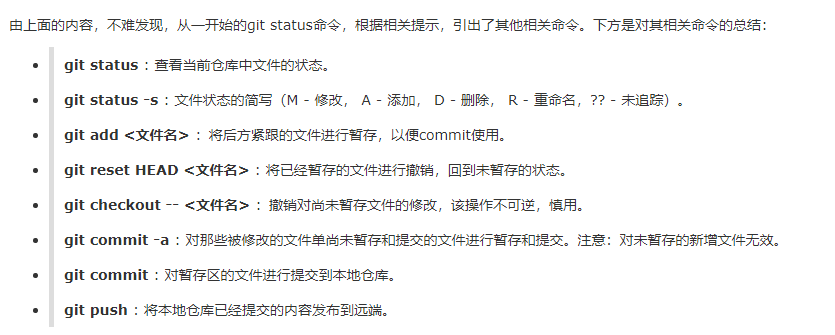 由上面的内容，不难发现，从一开始的git status命令，根据相关提示，引出了其他相关命令。下方是对其相关命令的总结：
git status：查看当前仓库中文件的状态。
git status -s：文件状态的简写（M - 修改， A - 添加， D - 删除， R - 重命名，?? - 未追踪）。
git add <文件名>：将后方紧跟的文件进行暂存，以便commit使用。
git reset HEAD <文件名>：将已经暂存的文件进行撤销，回到未暂存的状态。
git checkout -- <文件名>：撤销对尚未暂存文件的修改，该操作不可逆，慎用。
git commit -a：对那些被修改的文件单尚未暂存和提交的文件进行暂存和提交。注意：对未暂存的新增文件无效。
git commit：对暂存区的文件进行提交到本地仓库。
git push：将本地仓库已经提交的内容发布到远端。